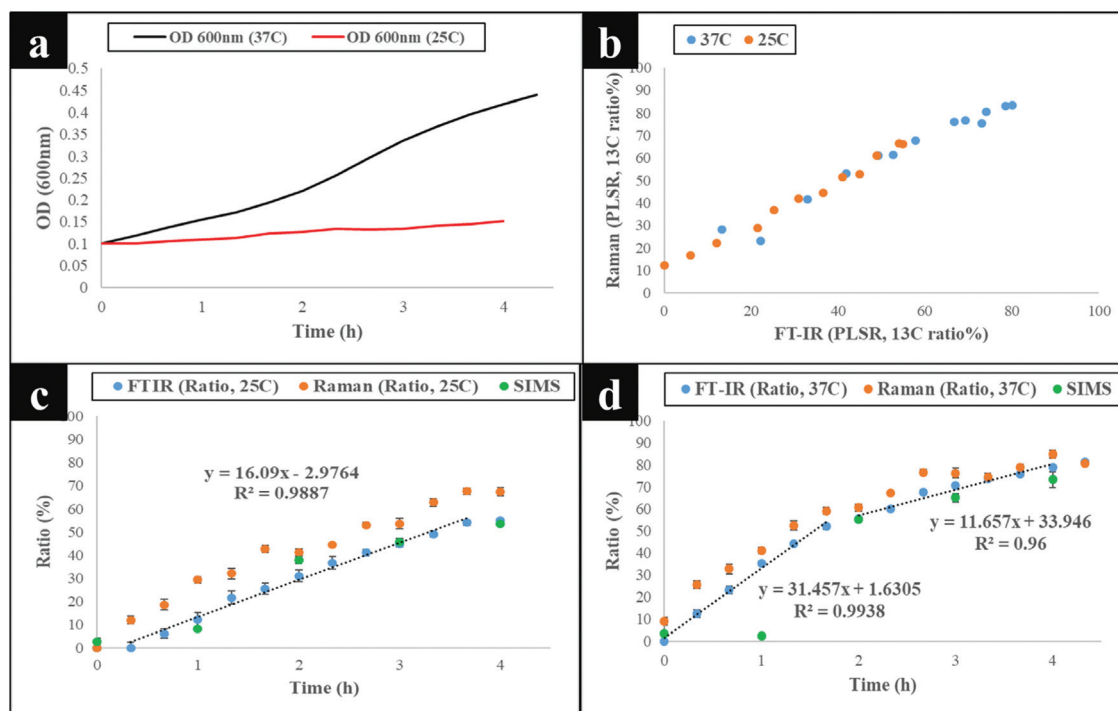 a
OD 600nm (37C) OD 600nm (25C)
0.5
0.45
0.4
0.35
0.3
0.25
0.2
0.15
0.1
0.05
0
OD (600nm)
0 1 2 3 4
Time (h)
b
37C 25C
100
90
80
70
60
50
40
30
20
10
0
Raman (PLSR, 13C ratio%)
0 20 40 60 80 100
FT-IR (PLSR, 13C ratio%)
c
FTIR (Ratio, 25C) Raman (Ratio, 25C) SIMS
00
90
80
70
60
50
40
30
20
10
0
Ratio (%)
y = 16.09x - 2.9764
R² = 0.9887
0 1 2 3 4
Time (h)
d
FT-IR (Ratio, 37C) Raman (Ratio, 37C) SIMS
100
90
80
70
60
50
40
30
20
10
0
Ratio (%)
y = 11.657x + 33.946
R² = 0.96
y = 31.457x + 1.6305
R² = 0.9938
0 1 2 3 4
Time (h)